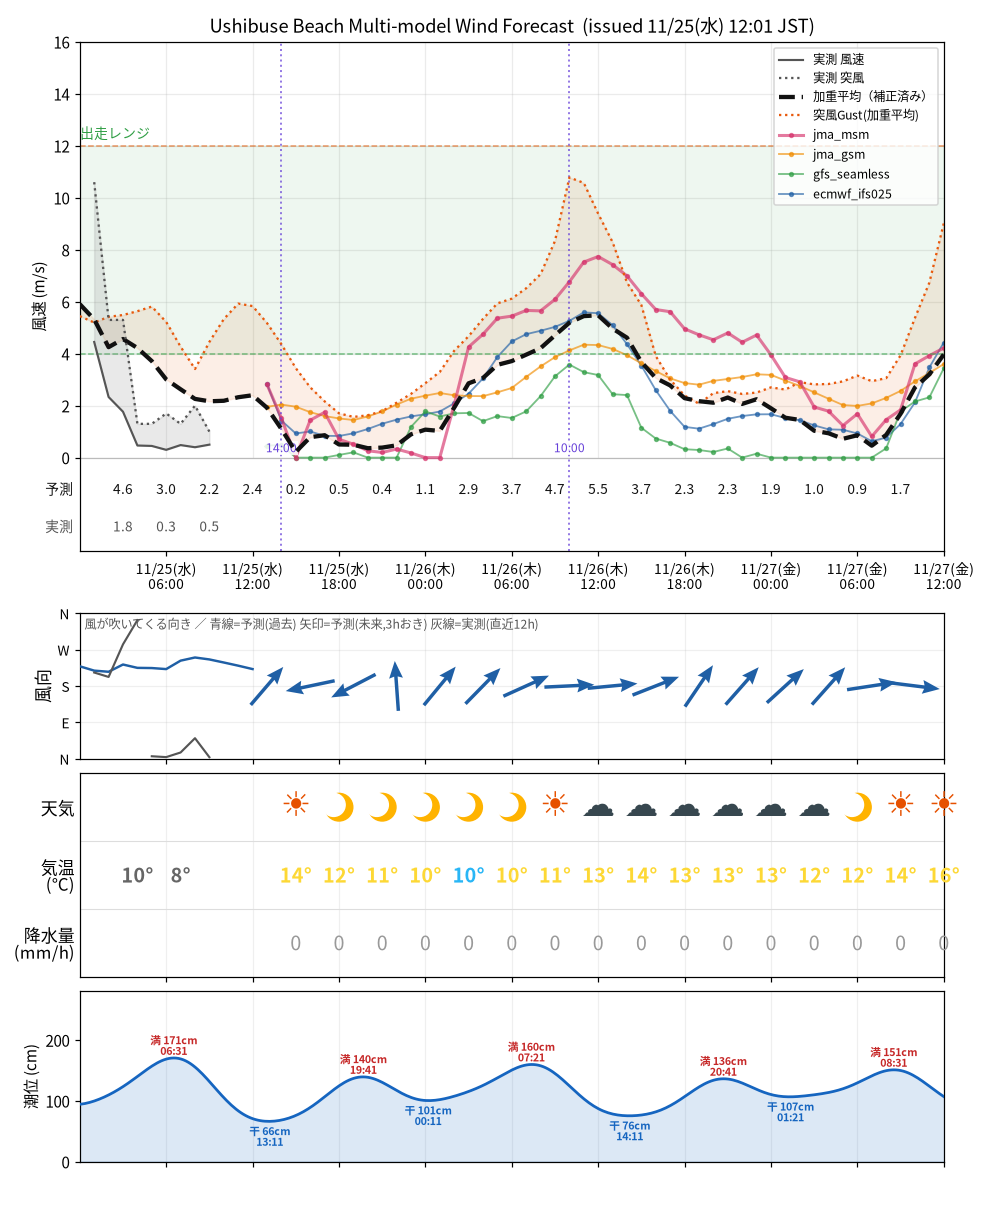 Ushibuse Beach Multi-model Wind Forecast (issued 11/25(水) 12:01 JST)
風速 (m/s)
16
14
12
10
8
6
4
2
0
出走レンジ
実測 風速
実測 突風
加重平均（補正済み）
突風Gust(加重平均)
jma_msm
jma_gsm
gfs_seamless
ecmwf_ifs025
14:00
10:00
予測 4.6 3.0 2.2 2.4 0.2 0.5 0.4 1.1 2.9 3.7 4.7 5.5 3.7 2.3 2.3 1.9 1.0 0.9 1.7
実測 1.8 0.3 0.5
11/25(水) 11/25(水) 11/25(水) 11/26(木) 11/26(木) 11/26(木) 11/26(木) 11/27(金) 11/27(金) 11/27(金)
06:00 12:00 18:00 00:00 06:00 12:00 18:00 00:00 06:00 12:00
風向
N
W
S
E
N
風が吹いてくる向き ／ 青線=予測(過去) 矢印=予測(未来,3hおき) 灰線=実測(直近12h)
天気
気温
(℃)
10° 8° 14° 12° 11° 10° 10° 10° 11° 13° 14° 13° 13° 13° 12° 12° 14° 16°
降水量
(mm/h)
0 0 0 0 0 0 0 0 0 0 0 0 0 0 0 0
潮位 (cm)
200
100
0
満 171cm
06:31
干 66cm
13:11
満 140cm
19:41
干 101cm
00:11
満 160cm
07:21
干 76cm
14:11
満 136cm
20:41
干 107cm
01:21
満 151cm
08:31